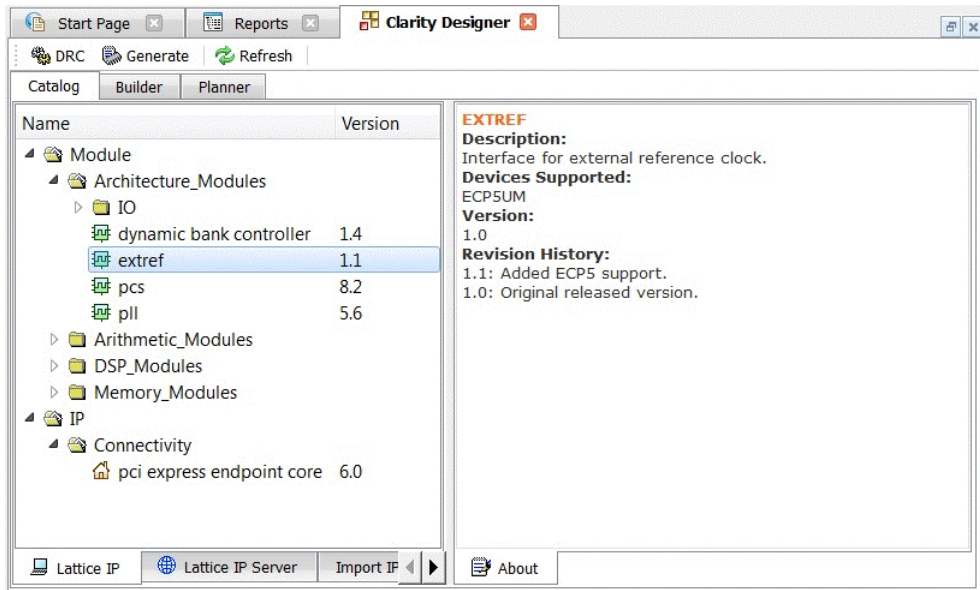 Start Page Reports Clarity Designer
DRC Generate Refresh
Catalog Builder Planner
Name Version
Module
Architecture_Modules
IO
dynamic bank controller 1.4
extref 1.1
pcs 8.2
pll 5.6
Arithmetic_Modules
DSP_Modules
Memory_Modules
IP
Connectivity
pci express endpoint core 6.0
Lattice IP Lattice IP Server Import IP
EXTREF
Description:
Interface for external reference clock.
Devices Supported:
ECP5UM
Version:
1.0
Revision History:
1.1: Added ECP5 support.
1.0: Original released version.
About